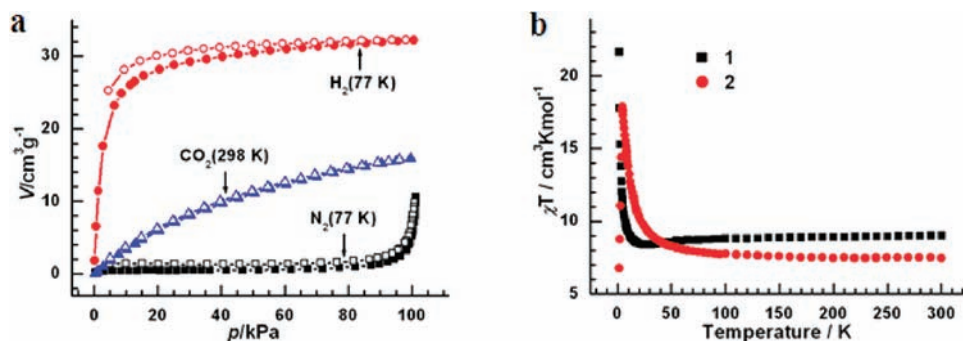 a
b
V/cm³g⁻¹
30
20
10
0
H₂(77 K)
CO₂(298 K)
N₂(77 K)
0 20 40 60 80 100
p/kPa
χT / cm³Kmol⁻¹
20
15
10
5
1
2
0 50 100 150 200 250 300
Temperature / K